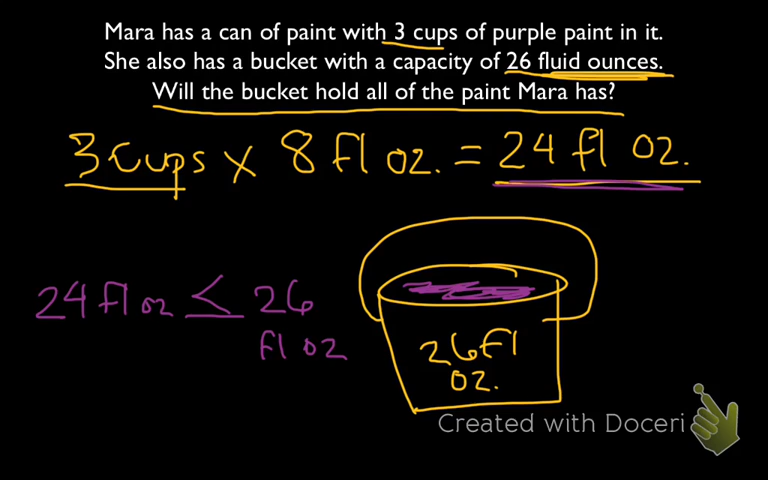 Mara has a can of paint with 3 cups of purple paint in it.
She also has a bucket with a capacity of 26 fluid ounces.
Will the bucket hold all of the paint Mara has?
3 cups x 8 fl oz. = 24 fl oz.
24 fl oz ≤ 26
fl oz
26 fl
oz.
Created with Doceri